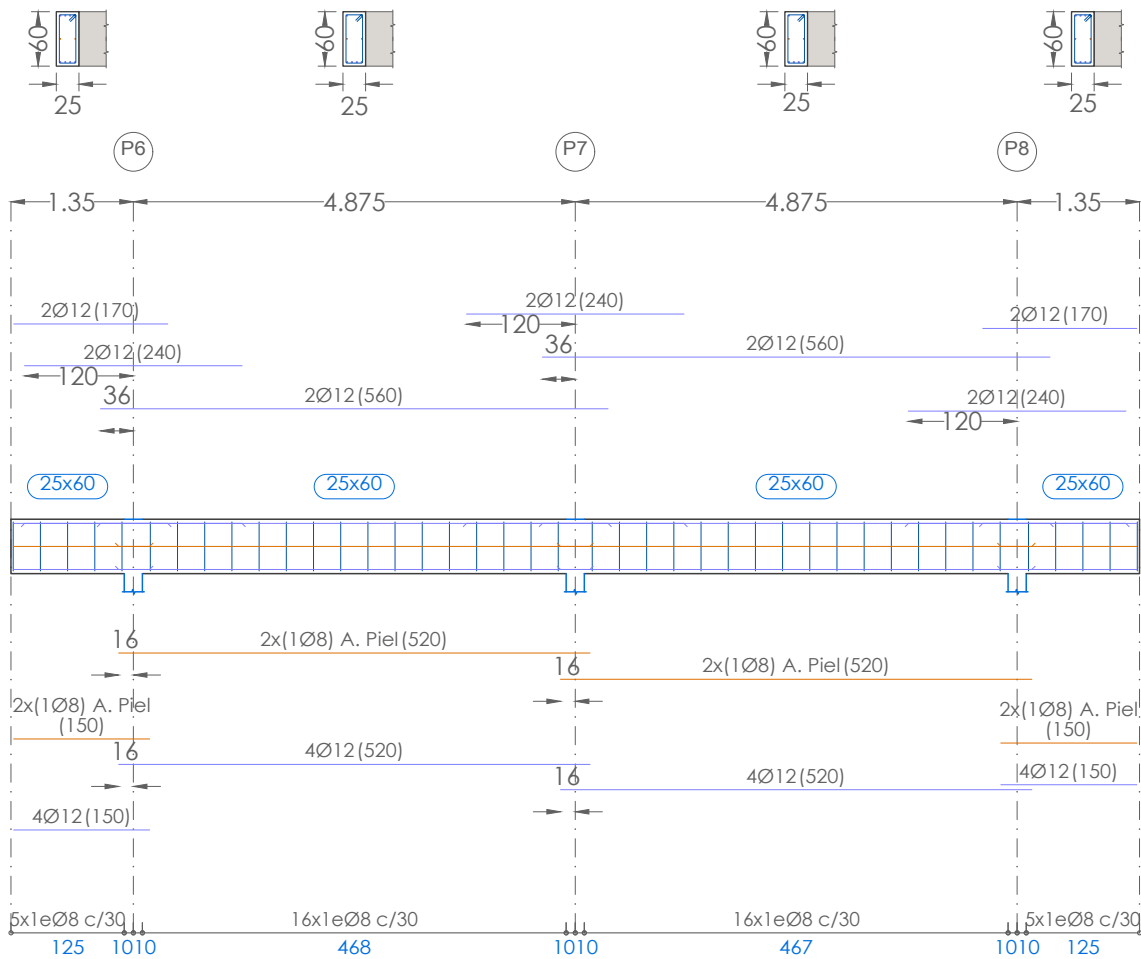 60 60 60 60
25 25 25 25
P6 P7 P8
1.35 4.875 4.875 1.35
2Ø12(170) 2Ø12(240) 2Ø12(170)
120
36 2Ø12(560)
2Ø12(240)
120
36 2Ø12(560) 2Ø12(240)
120
25x60 25x60 25x60 25x60
16 2x(1Ø8) A. Piel(520)
16 2x(1Ø8) A. Piel(520)
2x(1Ø8) A. Piel 2x(1Ø8) A. Piel
(150) (150)
16 4Ø12(520)
16 4Ø12(520) 4Ø12(150)
4Ø12(150)
5x1eØ8 c/30 16x1eØ8 c/30 16x1eØ8 c/30 5x1eØ8 c/30
125 1010 468 1010 467 1010 125